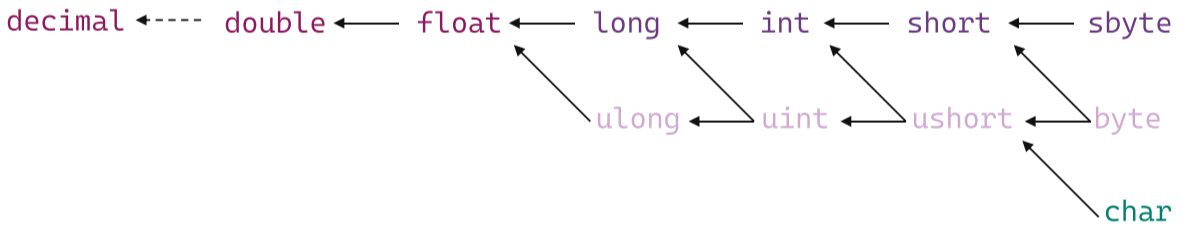 decimal double float long int short sbyte
ulong uint ushort byte
char